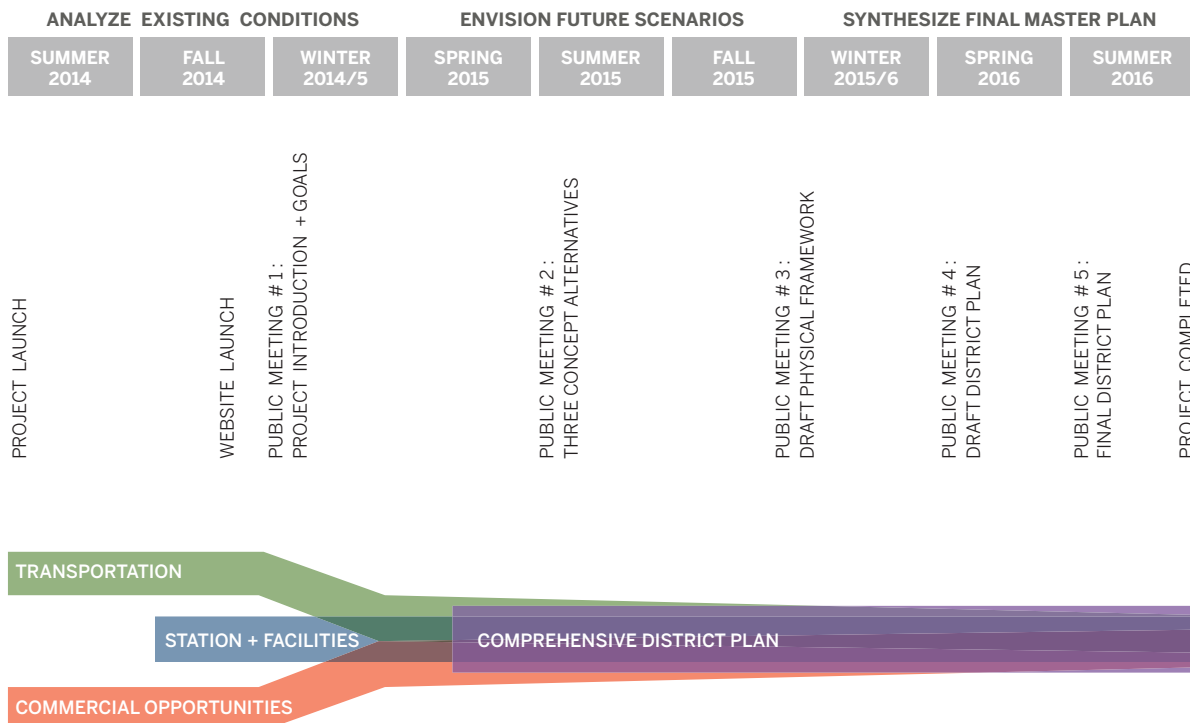 ANALYZE EXISTING CONDITIONS
ENVISION FUTURE SCENARIOS
SYNTHESIZE FINAL MASTER PLAN
SUMMER
2014
FALL
2014
WINTER
2014/5
SPRING
2015
SUMMER
2015
FALL
2015
WINTER
2015/6
SPRING
2016
SUMMER
2016
PROJECT LAUNCH
WEBSITE LAUNCH
PUBLIC MEETING #1:
PROJECT INTRODUCTION + GOALS
PUBLIC MEETING #2:
THREE CONCEPT ALTERNATIVES
PUBLIC MEETING #3:
DRAFT PHYSICAL FRAMEWORK
PUBLIC MEETING #4:
DRAFT DISTRICT PLAN
PUBLIC MEETING #5:
FINAL DISTRICT PLAN
PROJECT COMPLETED
TRANSPORTATION
STATION + FACILITIES
COMPREHENSIVE DISTRICT PLAN
COMMERCIAL OPPORTUNITIES